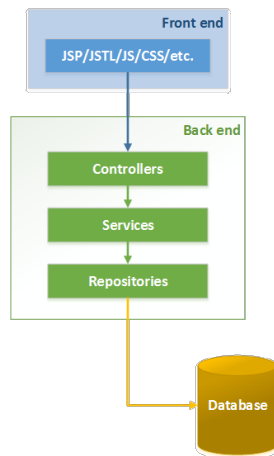 Front end
JSP/JSTL/JS/CSS/etc.
Back end
Controllers
Services
Repositories
Database